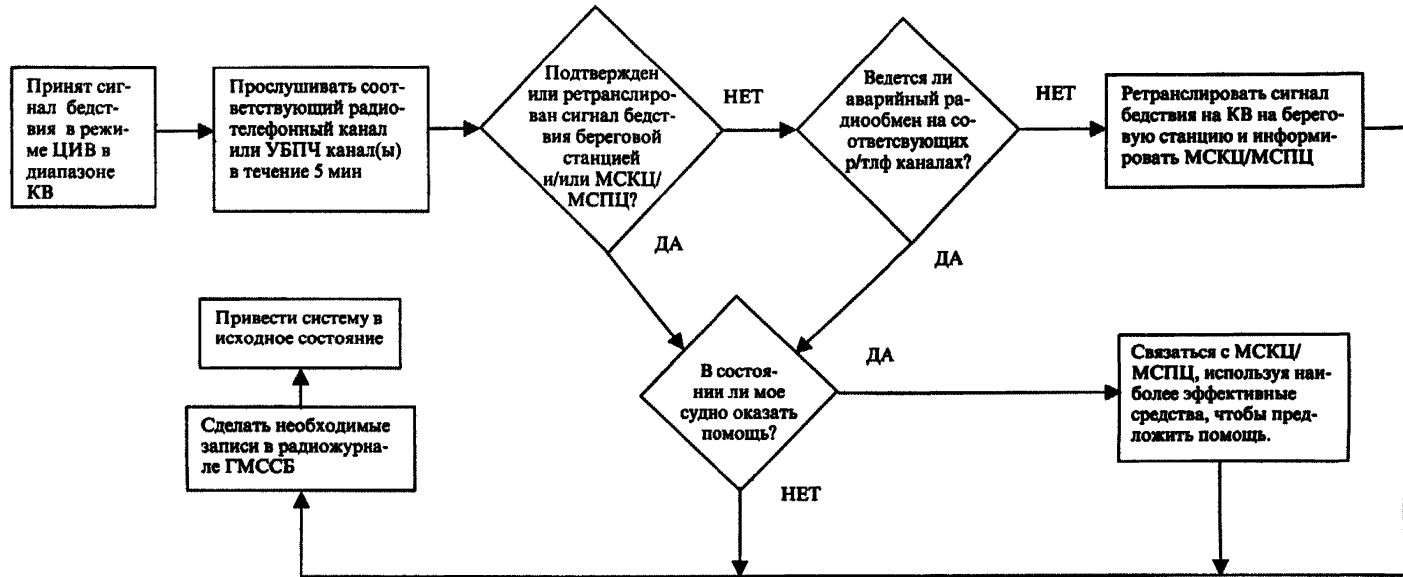 Принят сиг-
нал бедст-
вия в режи-
ме ЦИВ в
диапазоне
КВ
Прослушивать соот-
ветствующий радио-
телефонный канал
или УБПЧ канал(ы)
в течение 5 мин
Подтвержден
или ретранслиро-
ван сигнал бедст-
вия береговой
станцией
и/или МСКЦ/
МСПЦ?
НЕТ
Ведется ли
аварийный ра-
диообмен на со-
ответсвующих
р/тлф каналах?
НЕТ
Ретранслировать сигнал
бедствия на КВ на берего-
вую станцию и информи-
ровать МСКЦ/МСПЦ
ДА
ДА
Привести систему в
исходное состояние
В состоя-
нии ли мое
судно оказать
помощь?
ДА
Связаться с МСКЦ/
МСПЦ, используя наи-
более эффективные
средства, чтобы пред-
ложить помощь.
Сделать необходимые
записи в радиожурна-
ле ГМССБ
НЕТ